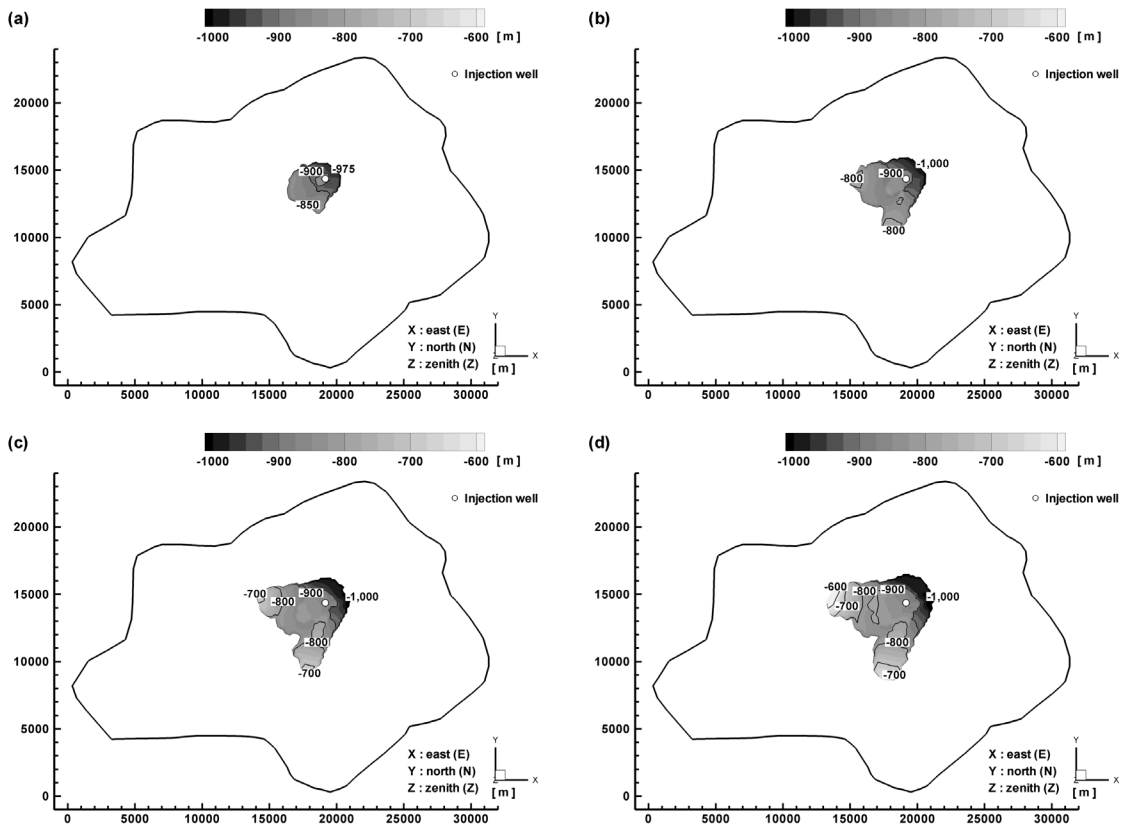 (a)
-1000 -900 -800 -700 -600 [ m ]
Injection well
20000
15000
10000
5000
0
-900 -975
-850
X : east (E)
Y : north (N)
Z : zenith (Z)
Y
X
Z
[ m ]
0 5000 10000 15000 20000 25000 30000
(b)
-1000 -900 -800 -700 -600 [ m ]
Injection well
20000
15000
10000
5000
0
-1,000
-800 -900
-800
X : east (E)
Y : north (N)
Z : zenith (Z)
Y
X
Z
[ m ]
0 5000 10000 15000 20000 25000 30000
(c)
-1000 -900 -800 -700 -600 [ m ]
Injection well
20000
15000
10000
5000
0
-700 -800 -900 -1,000
-800
-700
X : east (E)
Y : north (N)
Z : zenith (Z)
Y
X
Z
[ m ]
0 5000 10000 15000 20000 25000 30000
(d)
-1000 -900 -800 -700 -600 [ m ]
Injection well
20000
15000
10000
5000
0
-600 -800 -900
-700 -1,000
-800
-700
X : east (E)
Y : north (N)
Z : zenith (Z)
Y
X
Z
[ m ]
0 5000 10000 15000 20000 25000 30000